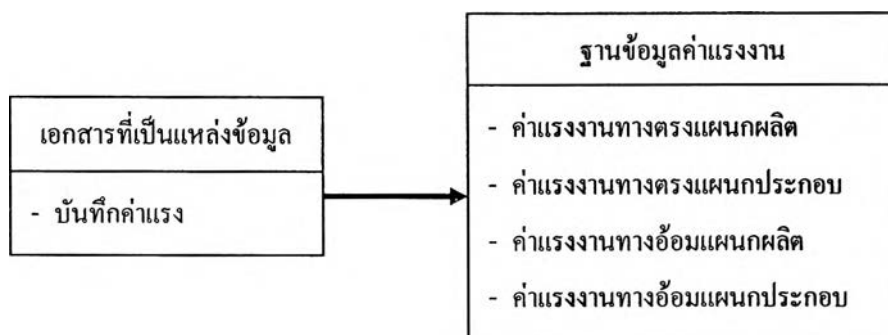 เอกสารที่เป็นแหล่งข้อมูล
- บันทึกค่าแรง
ฐานข้อมูลค่าแรงงาน
- ค่าแรงงานทางตรงแผนกผลิต
- ค่าแรงงานทางตรงแผนกประกอบ
- ค่าแรงงานทางอ้อมแผนกผลิต
- ค่าแรงงานทางอ้อมแผนกประกอบ